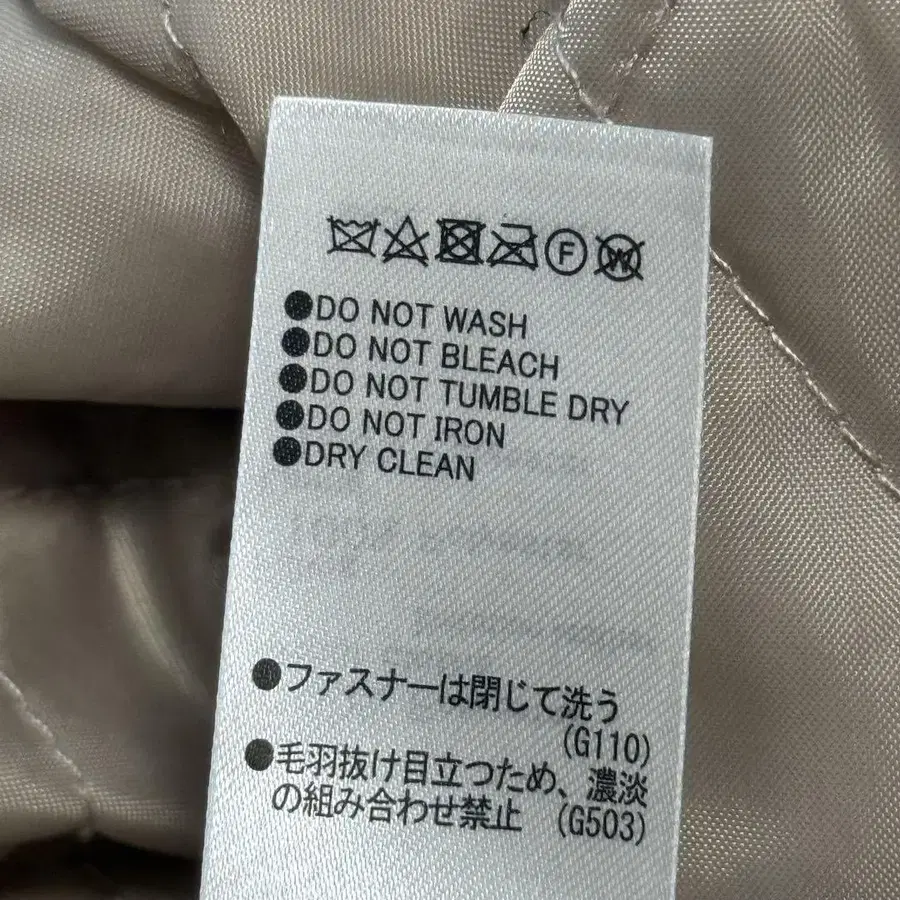 F W
●DO NOT WASH
●DO NOT BLEACH
●DO NOT TUMBLE DRY
●DO NOT IRON
●DRY CLEAN
●ファスナーは閉じて洗う
(G110)
●毛羽抜け目立つため、濃淡
の組み合わせ禁止 (G503)